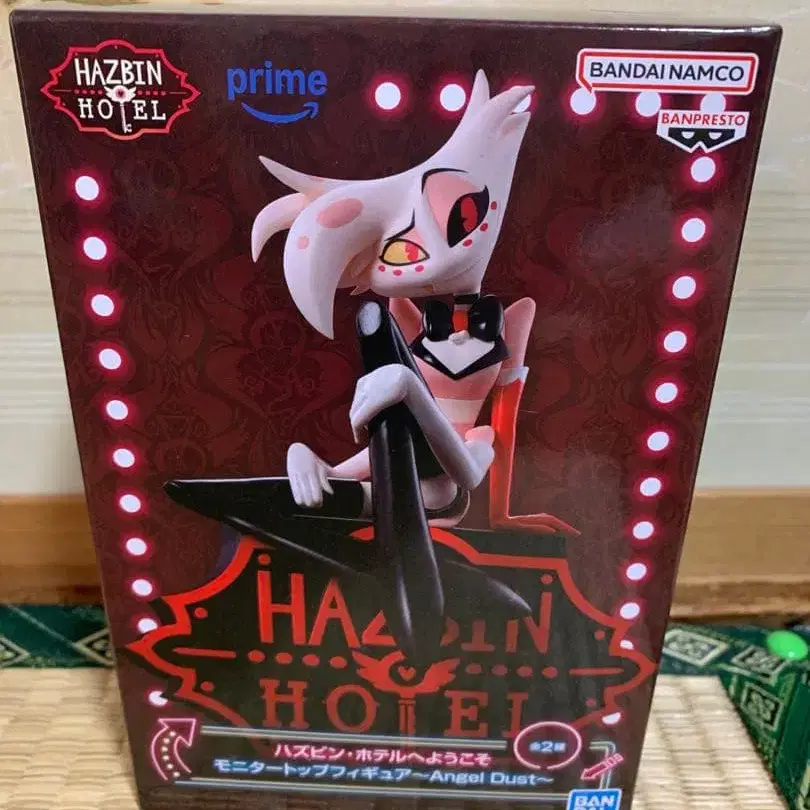 HAZBIN
HOTEL
prime
BANDAI NAMCO
BANPRESTO
HAZBIN
HOTEL
ハズビン・ホテルへようこそ
モニタートップフィギュア〜Angel Dust〜
全2種
BAN